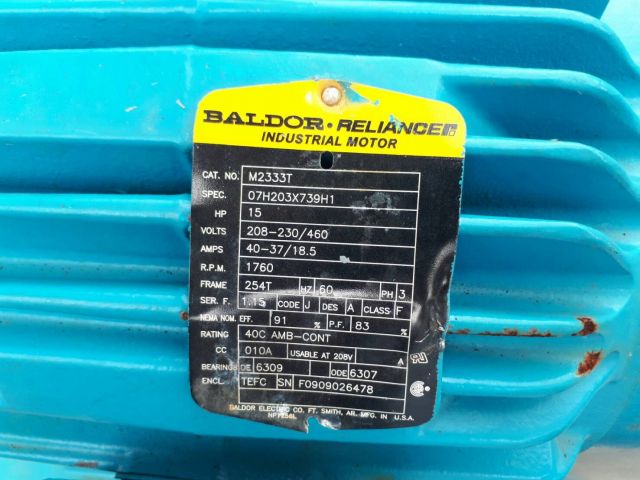 BALDOR · RELIANCE
INDUSTRIAL MOTOR
CAT. NO. M2333T
SPEC. 07H203X739H1
HP 15
VOLTS 208-230/460
AMPS 40-37/18.5
R.P.M. 1760
FRAME 254T HZ 60 PH 3
SER. F. 1.15 CODE J DES A CLASS F
NEMA NOM. EFF. 91 % P.F. 83 %
RATING 40C AMB-CONT
CC 010A USABLE AT 208V A
BEARINGS DE 6309 ODE 6307
ENCL. TEFC SN F0909026478
BALDOR ELECTRIC CO. FT. SMITH, AR. MFG. IN U.S.A.